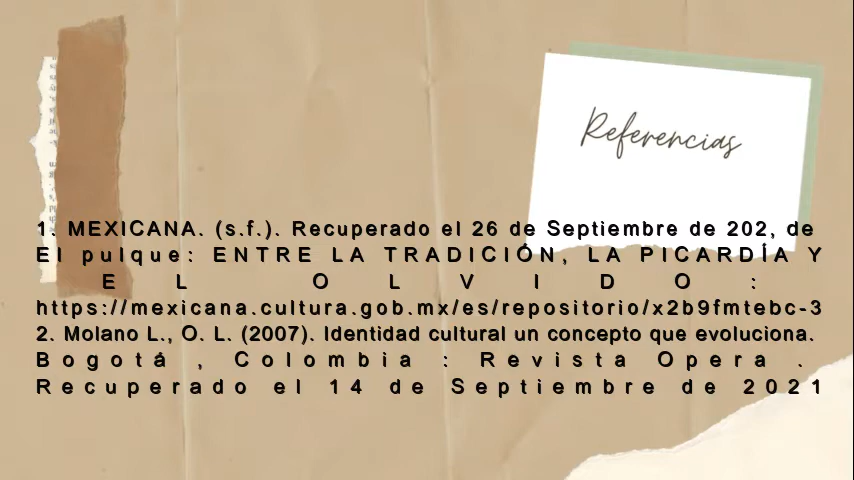 Referencias
1. MEXICANA. (s.f.). Recuperado el 26 de Septiembre de 202, de
El pulque: ENTRE LA TRADICIÓN, LA PICARDÍA Y
EL OLVIDO:
https://mexicana.cultura.gob.mx/es/repositorio/x2b9fmtebc-3
2. Molano L., O. L. (2007). Identidad cultural un concepto que evoluciona.
Bogotá , Colombia : Revista Opera .
Recuperado el 14 de Septiembre de 2021